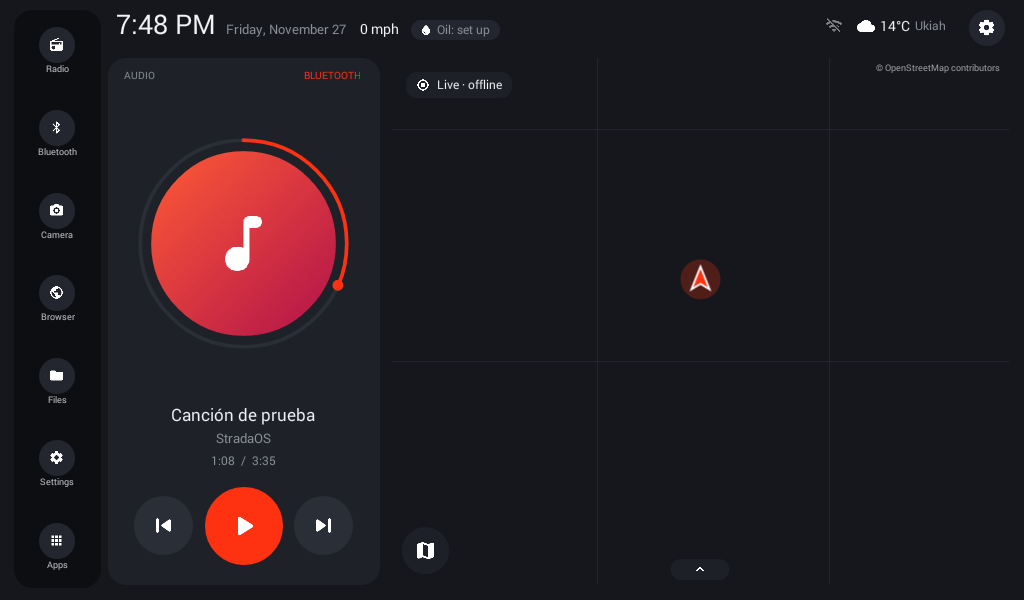 7:48 PM Friday, November 27 0 mph Oil: set up 14°C Ukiah
Radio
Bluetooth
Camera
Browser
Files
Settings
Apps
AUDIO BLUETOOTH
Canción de prueba
StradaOS
1:08 / 3:35
Live · offline
© OpenStreetMap contributors